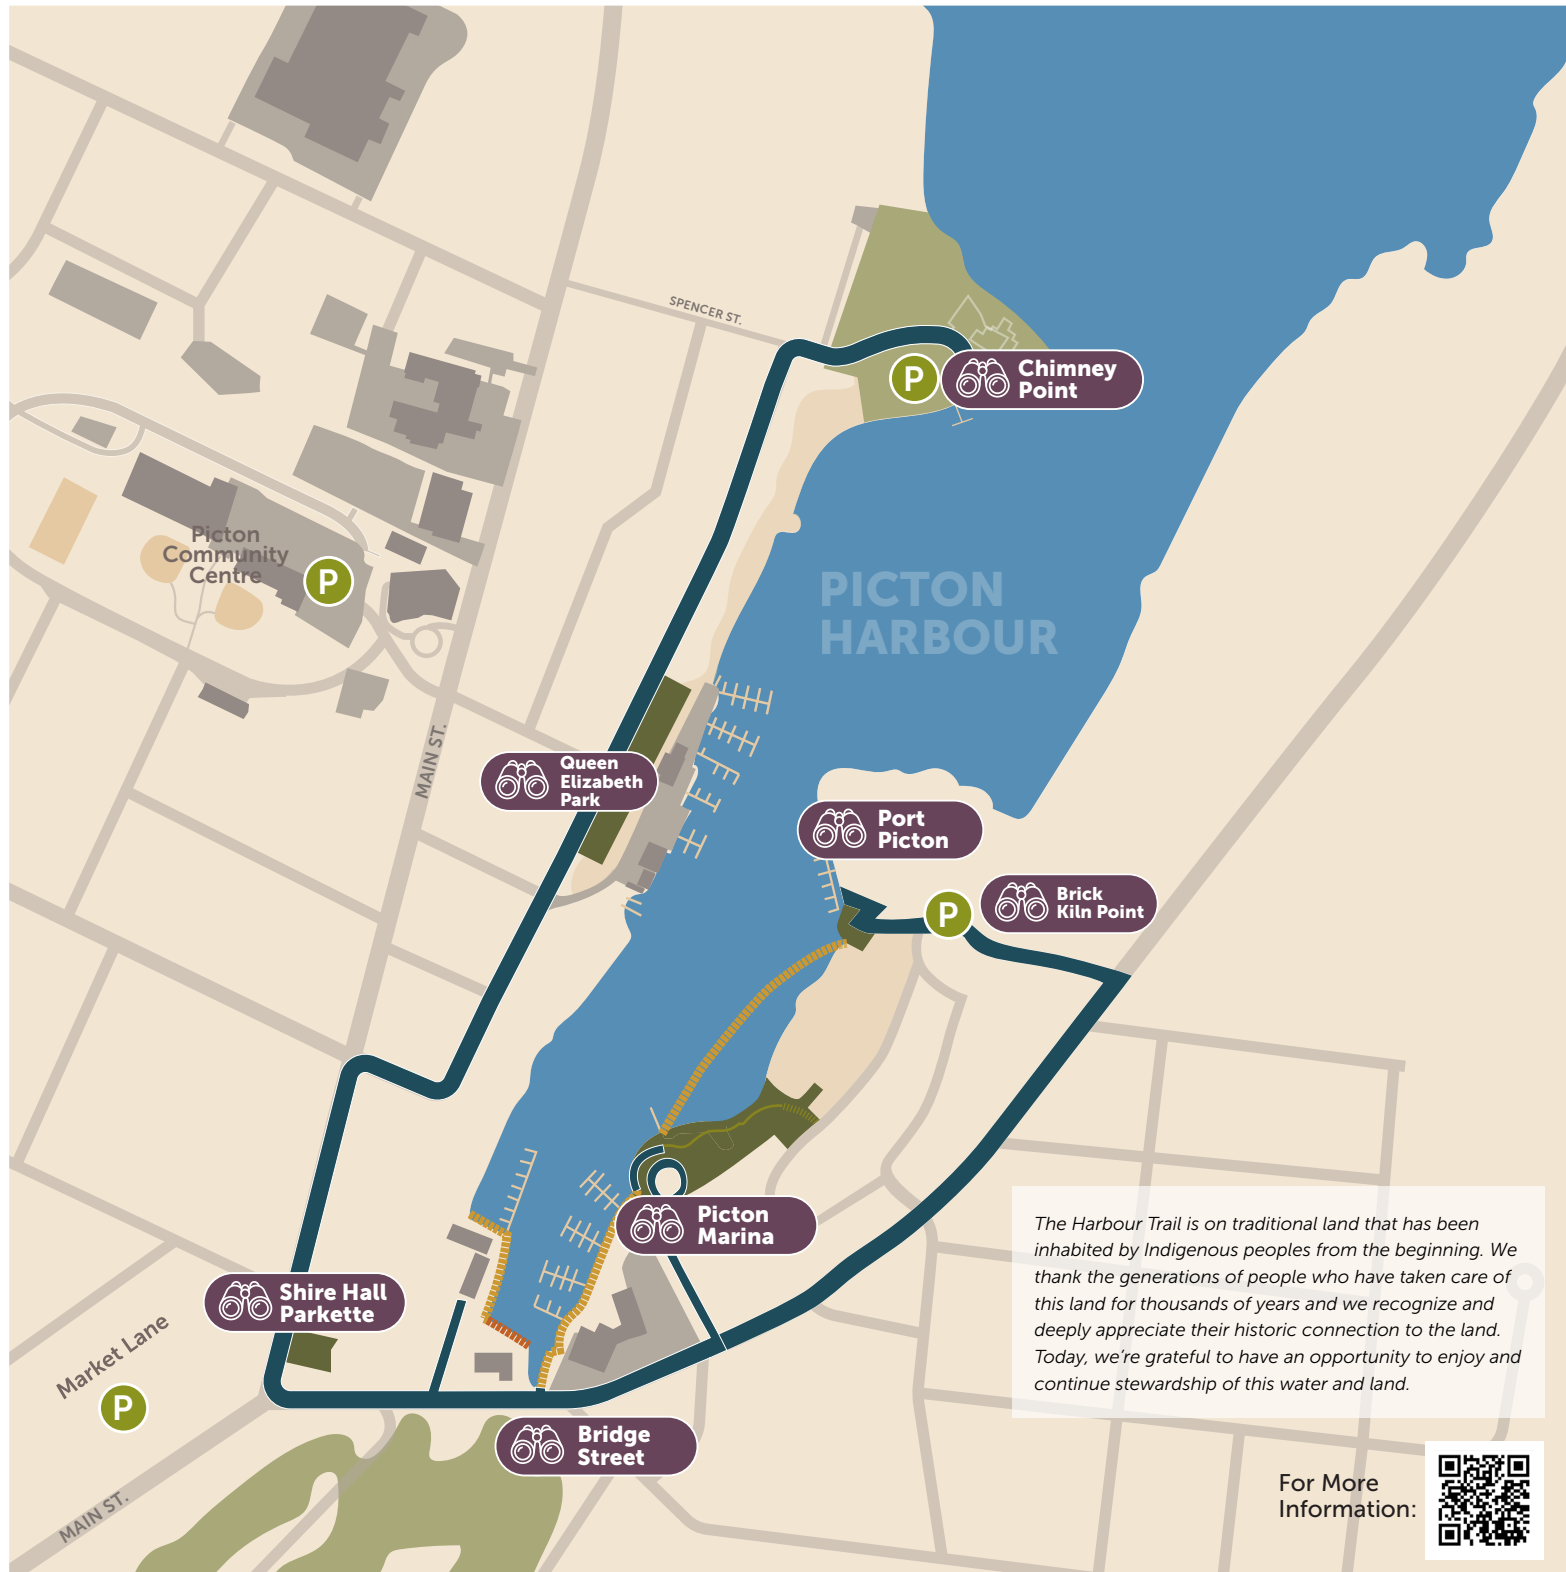 SPENCER ST.
P
Chimney
Point
Picton
Community
Centre
P
PICTON
HARBOUR
MAIN ST.
Queen
Elizabeth
Park
Port
Picton
P
Brick
Kiln Point
Picton
Marina
Shire Hall
Parkette
Market Lane
P
Bridge
Street
MAIN ST.
The Harbour Trail is on traditional land that has been
inhabited by Indigenous peoples from the beginning. We
thank the generations of people who have taken care of
this land for thousands of years and we recognize and
deeply appreciate their historic connection to the land.
Today, we're grateful to have an opportunity to enjoy and
continue stewardship of this water and land.
For More
Information: